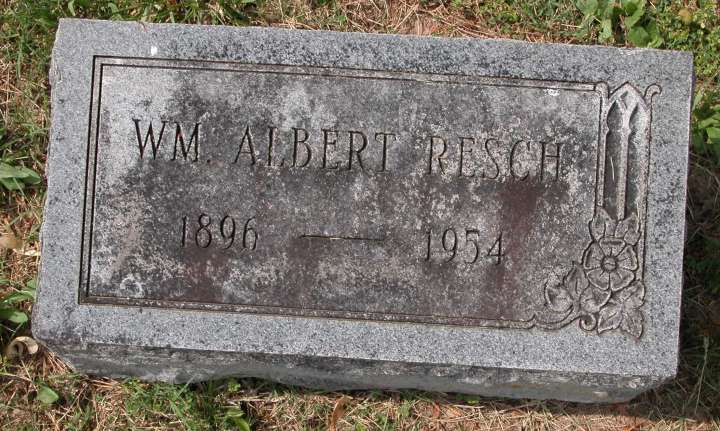 WM. ALBERT RESCH
1896 — 1954